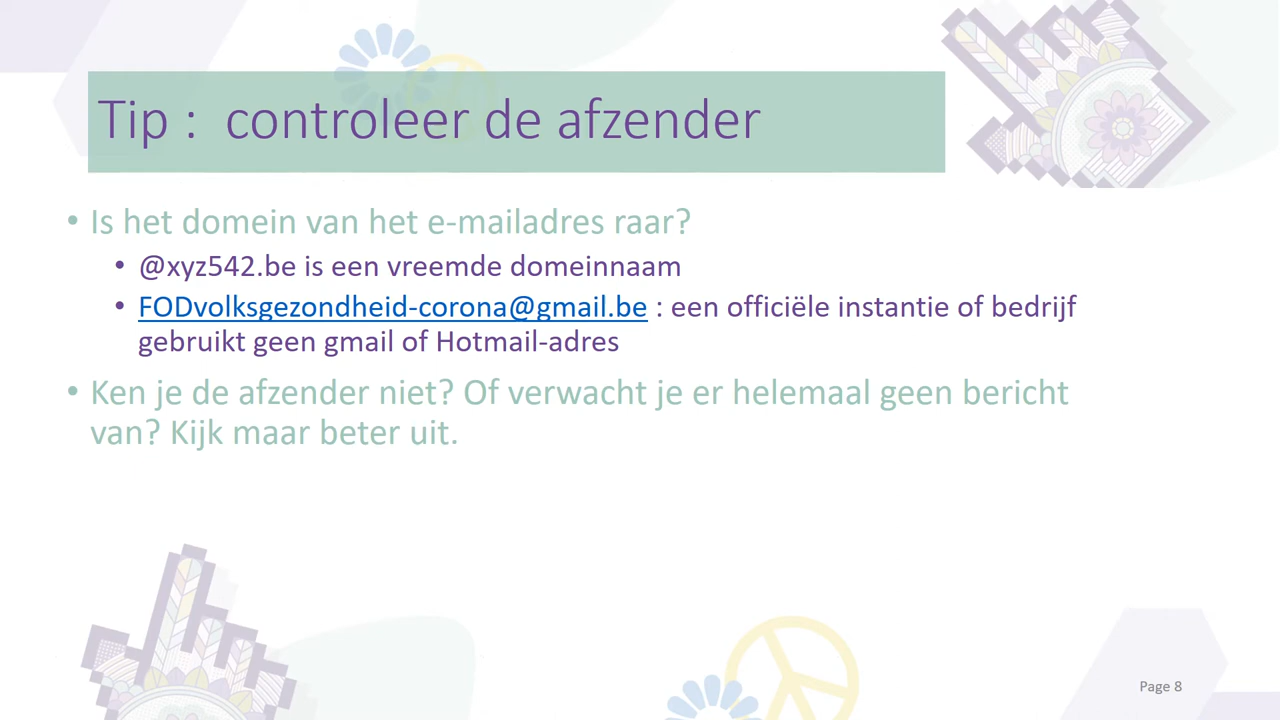 Tip :  controleer de afzender
• Is het domein van het e-mailadres raar?
• @xyz542.be is een vreemde domeinnaam
• FODvolksgezondheid-corona@gmail.be : een officiële instantie of bedrijf
gebruikt geen gmail of Hotmail-adres
• Ken je de afzender niet? Of verwacht je er helemaal geen bericht
van? Kijk maar beter uit.
Page 8